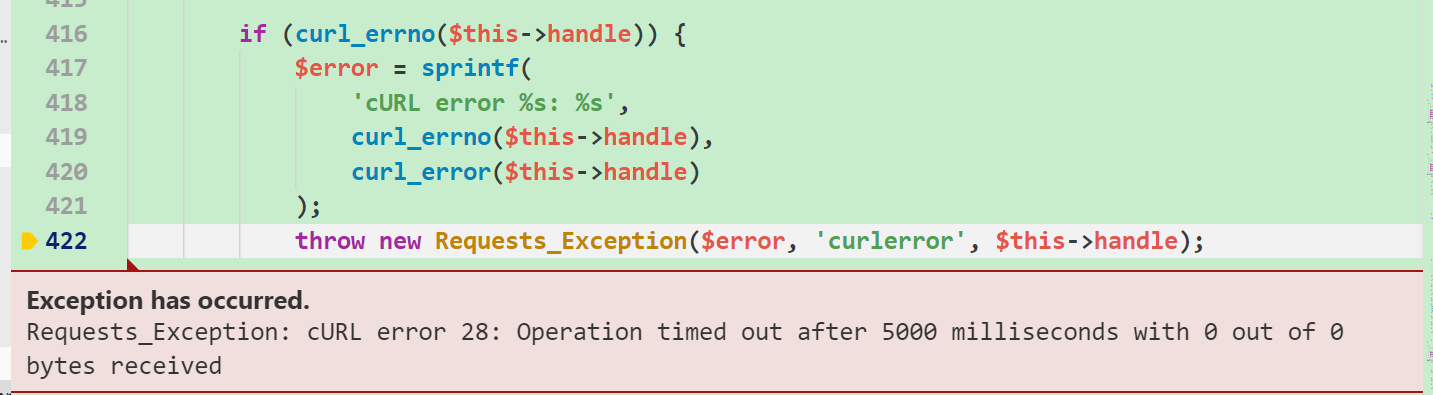 415
416 if (curl_errno($this->handle)) {
417 $error = sprintf(
418 'cURL error %s: %s',
419 curl_errno($this->handle),
420 curl_error($this->handle)
421 );
422 throw new Requests_Exception($error, 'curlerror', $this->handle);
Exception has occurred.
Requests_Exception: cURL error 28: Operation timed out after 5000 milliseconds with 0 out of 0
bytes received